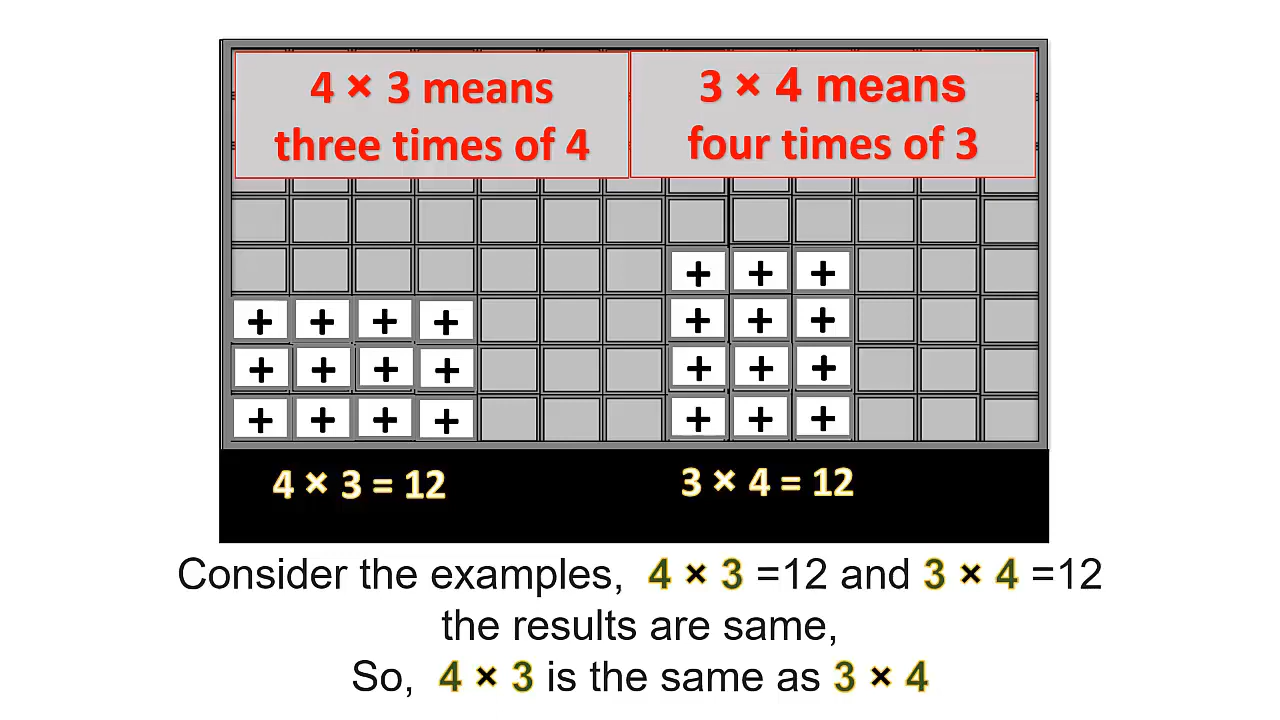 4 × 3 means
three times of 4
3 × 4 means
four times of 3
+ + +
+ + + + + + +
+ + + + + + +
+ + + + + + +
4 × 3 = 12
3 × 4 = 12
Consider the examples, 4 × 3 =12 and 3 × 4 =12
the results are same,
So, 4 × 3 is the same as 3 × 4